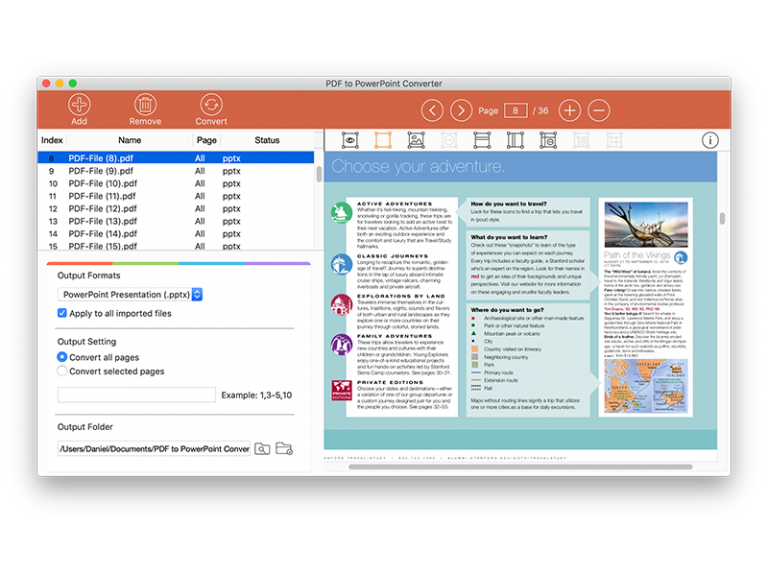 PDF to PowerPoint Converter
Add Remove Convert
Page 8 / 36
Index Name Page Status
8 PDF-File (8).pdf All pptx
9 PDF-File (9).pdf All pptx
10 PDF-File (10).pdf All pptx
11 PDF-File (11).pdf All pptx
12 PDF-File (12).pdf All pptx
13 PDF-File (13).pdf All pptx
14 PDF-File (14).pdf All pptx
15 PDF-File (15).pdf All pptx
Output Formats
PowerPoint Presentation (.pptx)
Apply to all imported files
Output Setting
Convert all pages
Convert selected pages
Example: 1,3-5,10
Output Folder
/Users/Daniel/Documents/PDF to PowerPoint Conver
Choose your adventure.
ACTIVE ADVENTURES
Whether it's heli-hiking, mountain trekking,
snorkeling or gorilla tracking, these trips are
for travelers looking to add an active twist to
their next vacation. Active Adventures offer
both an exciting outdoor experience and
the comfort and luxury that are Travel/Study
hallmarks.
CLASSIC JOURNEYS
Longing to recapture the romantic, golden
age of travel? Journey to superb destina-
tions in the lap of luxury aboard intimate
cruise ships, vintage railcars, charming
riverboats and private aircraft.
EXPLORATIONS BY LAND
Travelers immerse themselves in the cul-
tures, traditions, sights, sounds and flavors
of both urban and rural landscapes as they
explore one or more countries on their
journey through colorful, storied lands.
FAMILY ADVENTURES
These trips allow travelers to experience
new countries and cultures with their
children or grandchildren. Young Explorers
enjoy one-of-a-kind educational projects
and fun hands-on activities led by Stanford
Sierra Camp counselors. See pages 30–31.
PRIVATE EDITIONS
Choose your dates and destinations—either
a variation of one of our group departures or
a custom journey designed just for you and
the people you choose. See pages 32–33.
PRIVATE
EDITIONS
How do you want to travel?
Look for these icons to find a trip that lets you travel
in (your) style.
What do you want to learn?
Check out these "snapshots" to learn of the type
of experiences you can expect on each journey.
Every trip includes a faculty guide, a Stanford scholar
who's an expert on the region. Look for their names in
red to get an idea of their background and unique
perspectives. Visit our website for more information
on these engaging and erudite faculty leaders.
Where do you want to go?
Archaeological site or other man-made feature
Park or other natural feature
Mountain peak or volcano
City
Country visited on itinerary
Neighboring country
Park
Primary route
Extension route
Rail
Maps without routing lines signify a trip that utilizes
one or more cities as a base for daily excursions.
Path of the Vikings